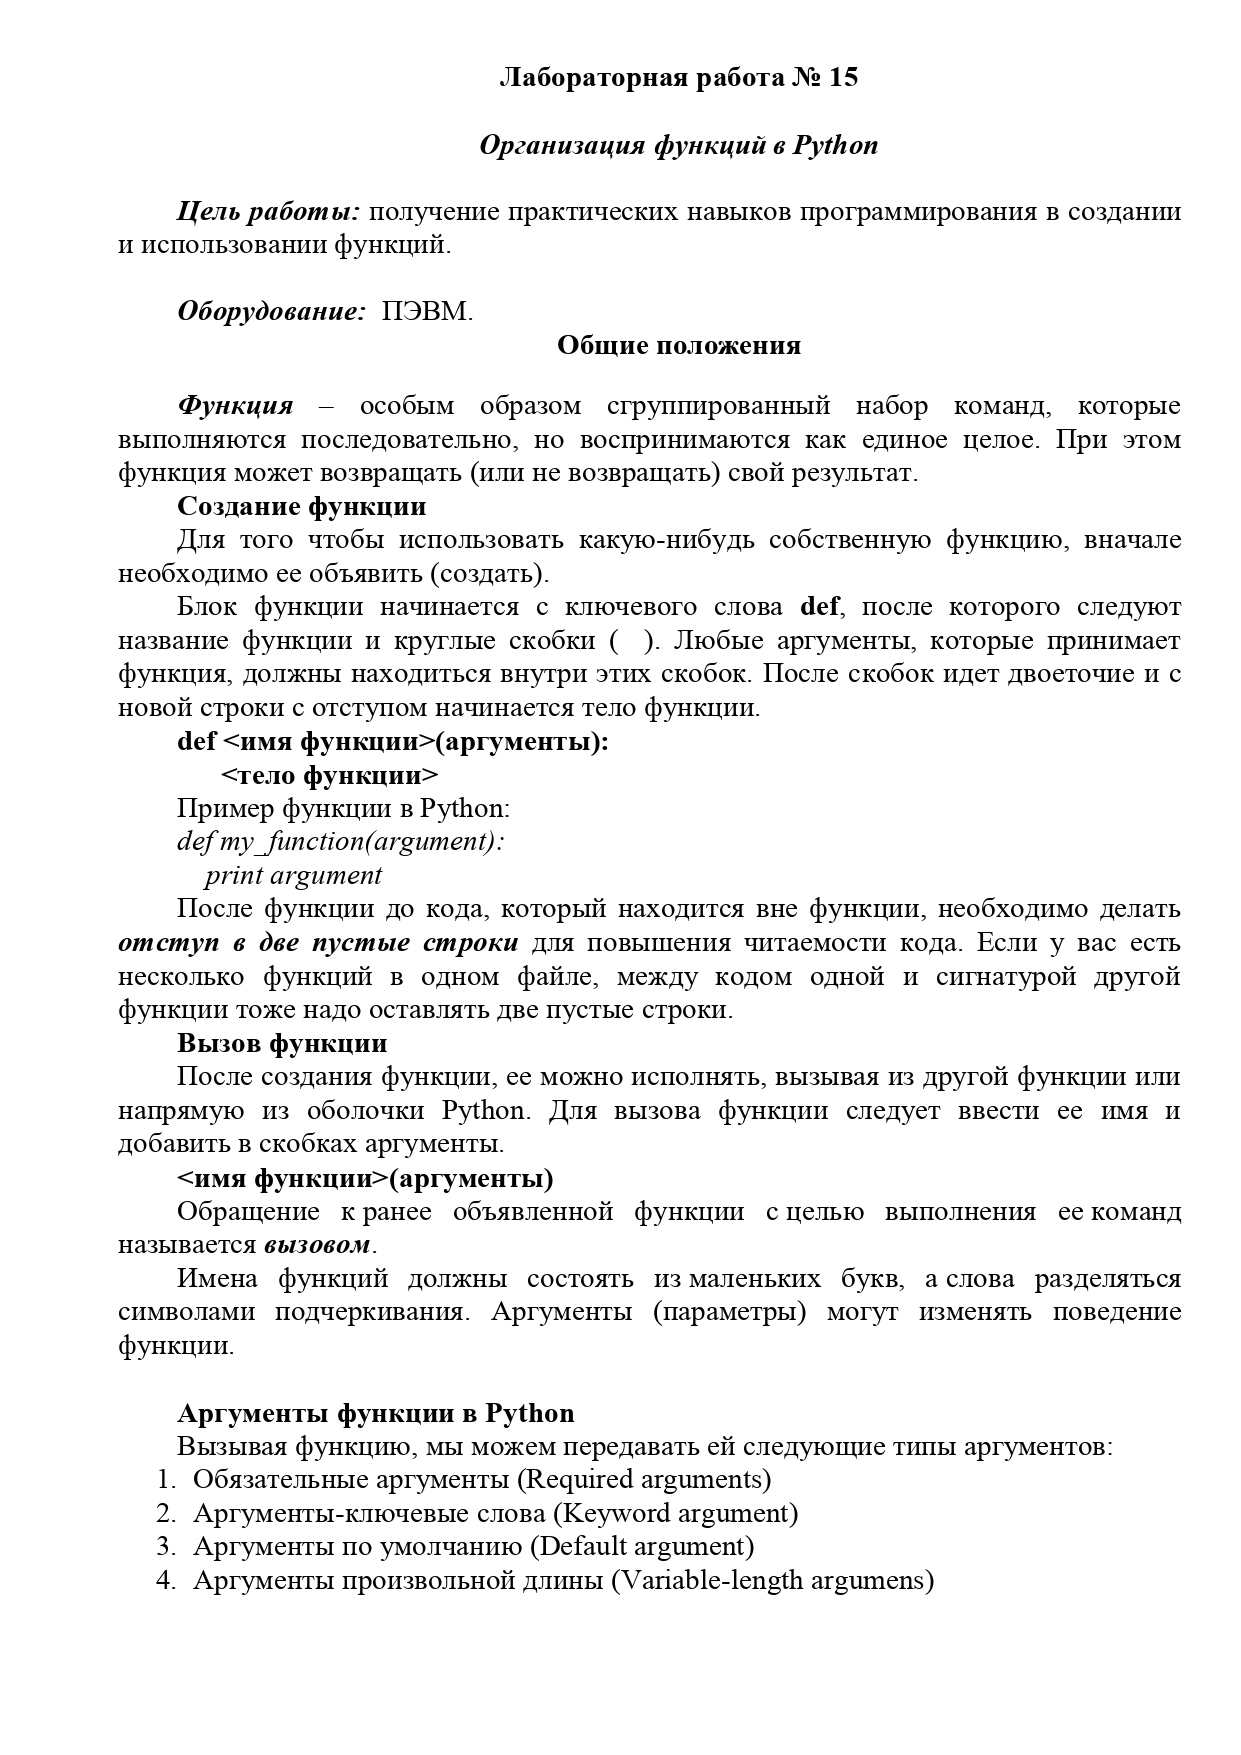 Лабораторная работа № 15
Организация функций в Python
Цель работы: получение практических навыков программирования в создании
и использовании функций.
Оборудование: ПЭВМ.
Общие положения
Функция – особым образом сгруппированный набор команд, которые
выполняются последовательно, но воспринимаются как единое целое. При этом
функция может возвращать (или не возвращать) свой результат.
Создание функции
Для того чтобы использовать какую-нибудь собственную функцию, вначале
необходимо ее объявить (создать).
Блок функции начинается с ключевого слова def, после которого следуют
название функции и круглые скобки ( ). Любые аргументы, которые принимает
функция, должны находиться внутри этих скобок. После скобок идет двоеточие и с
новой строки с отступом начинается тело функции.
def <имя функции>(аргументы):
<тело функции>
Пример функции в Python:
def my_function(argument):
print argument
После функции до кода, который находится вне функции, необходимо делать
отступ в две пустые строки для повышения читаемости кода. Если у вас есть
несколько функций в одном файле, между кодом одной и сигнатурой другой
функции тоже надо оставлять две пустые строки.
Вызов функции
После создания функции, ее можно исполнять, вызывая из другой функции или
напрямую из оболочки Python. Для вызова функции следует ввести ее имя и
добавить в скобках аргументы.
<имя функции>(аргументы)
Обращение к ранее объявленной функции с целью выполнения ее команд
называется вызовом.
Имена функций должны состоять из маленьких букв, а слова разделяться
символами подчеркивания. Аргументы (параметры) могут изменять поведение
функции.
Аргументы функции в Python
Вызывая функцию, мы можем передавать ей следующие типы аргументов:
1. Обязательные аргументы (Required arguments)
2. Аргументы-ключевые слова (Keyword argument)
3. Аргументы по умолчанию (Default argument)
4. Аргументы произвольной длины (Variable-length argumens)